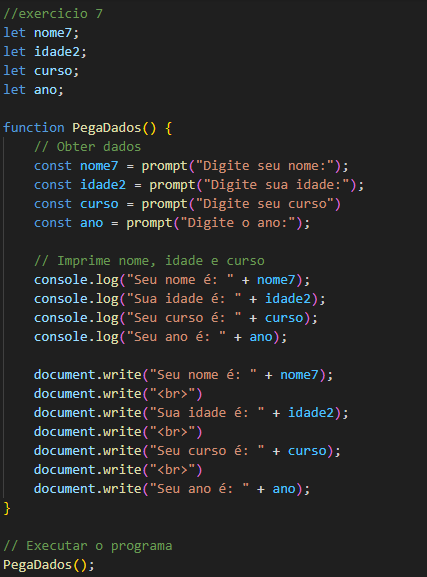 //exercicio 7
let nome7;
let idade2;
let curso;
let ano;
function PegaDados() {
// Obter dados
const nome7 = prompt("Digite seu nome:");
const idade2 = prompt("Digite sua idade:");
const curso = prompt("Digite seu curso")
const ano = prompt("Digite o ano:");
// Imprime nome, idade e curso
console.log("Seu nome é: " + nome7);
console.log("Sua idade é: " + idade2);
console.log("Seu curso é: " + curso);
console.log("Seu ano é: " + ano);
document.write("Seu nome é: " + nome7);
document.write("<br>")
document.write("Sua idade é: " + idade2);
document.write("<br>")
document.write("Seu curso é: " + curso);
document.write("<br>")
document.write("Seu ano é: " + ano);
}
// Executar o programa
PegaDados();